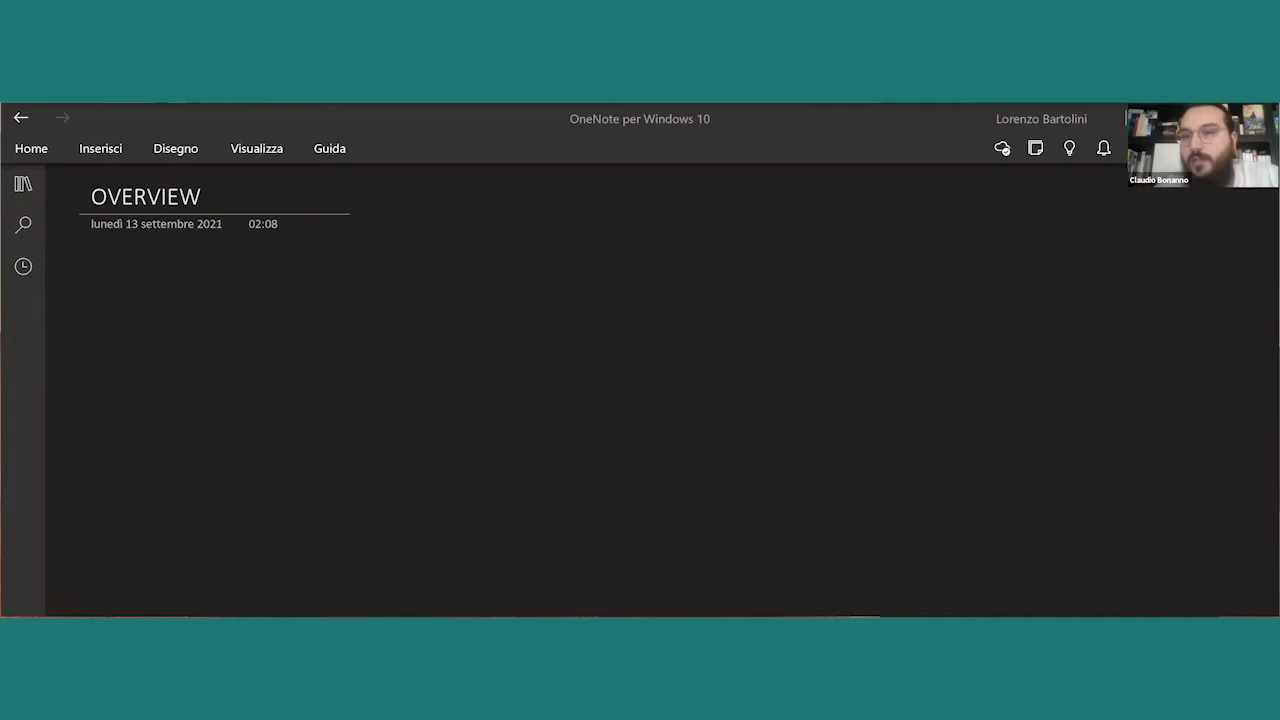 OneNote per Windows 10
Lorenzo Bartolini
Home Inserisci Disegno Visualizza Guida
Claudio Bonanno
OVERVIEW
lunedì 13 settembre 2021 02:08